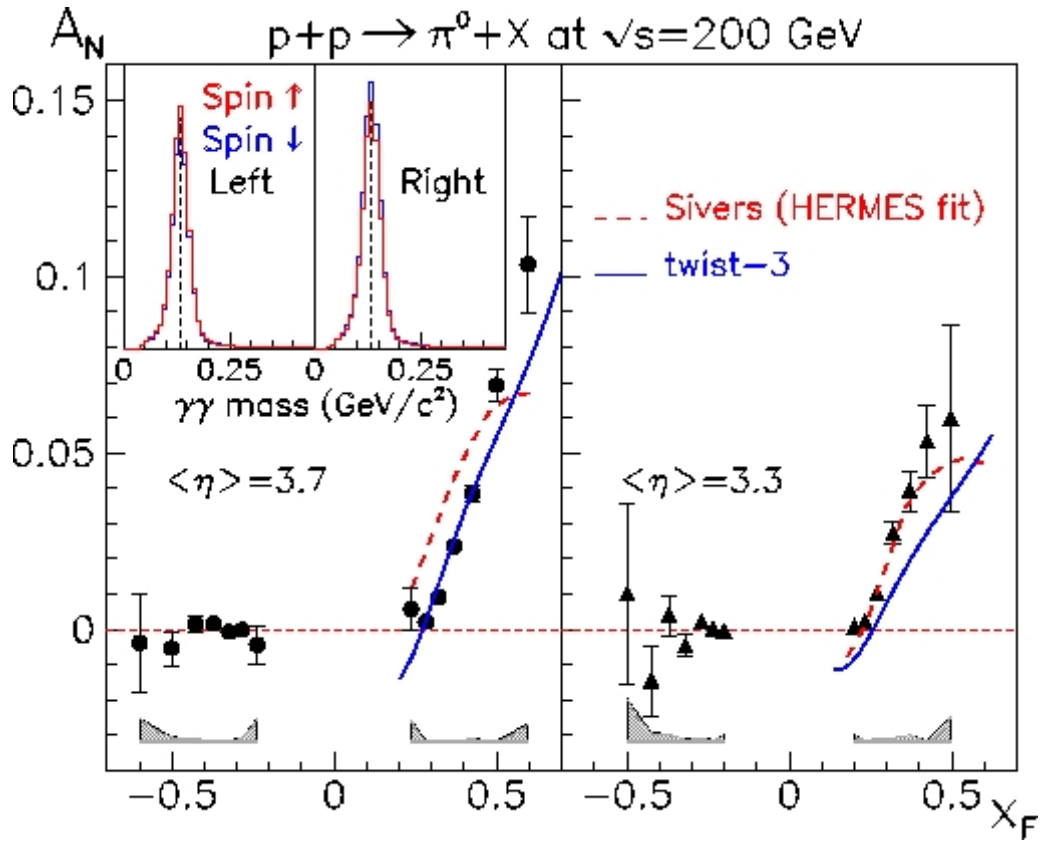 A_N p+p → π⁰+X at √s=200 GeV
0.15
0.1
0.05
0
Spin ↑
Spin ↓
Left
Right
0 0.25 0 0.25
γγ mass (GeV/c²)
<η>=3.7
Sivers (HERMES fit)
twist-3
<η>=3.3
-0.5 0 0.5 -0.5 0 0.5
x_F